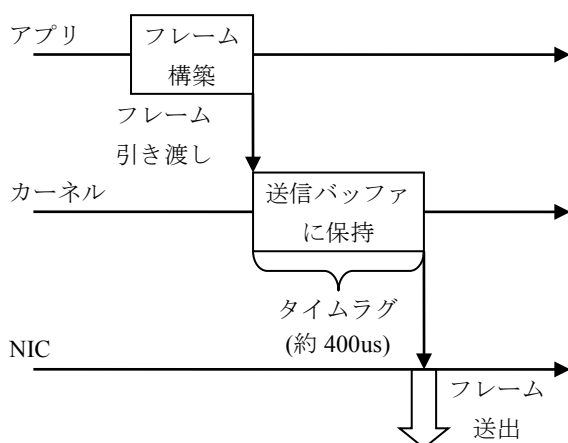 アプリ
フレーム
構築
フレーム
引き渡し
カーネル
送信バッファ
に保持
タイムラグ
(約 400us)
NIC
フレーム
送出